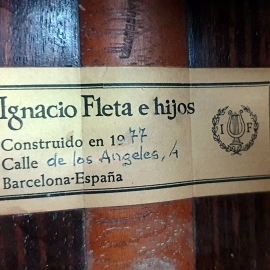 Ignacio Fleta e hijos
Construido en 1977
Calle de los Angeles, 4
Barcelona-España
I F